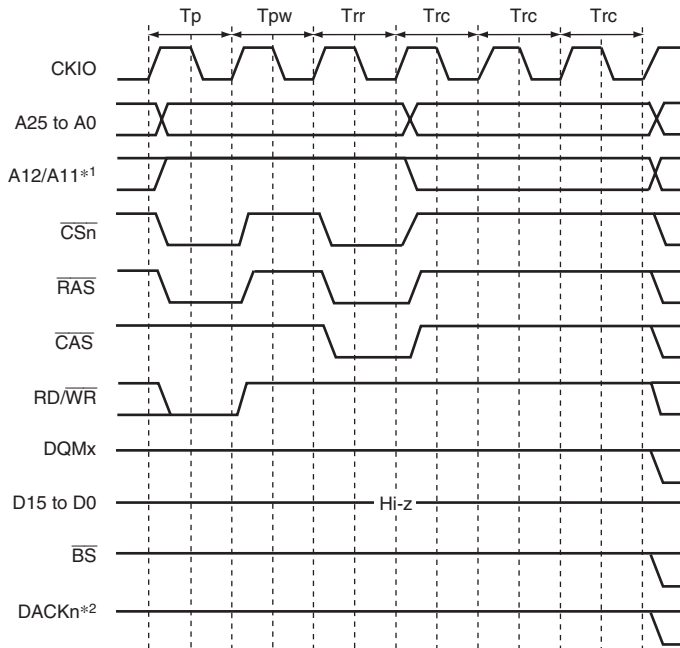 Tp Tpw Trr Trc Trc Trc
CKIO
A25 to A0
A12/A11*1
CSn
RAS
CAS
RD/WR
DQMx
D15 to D0 Hi-z
BS
DACKn*2